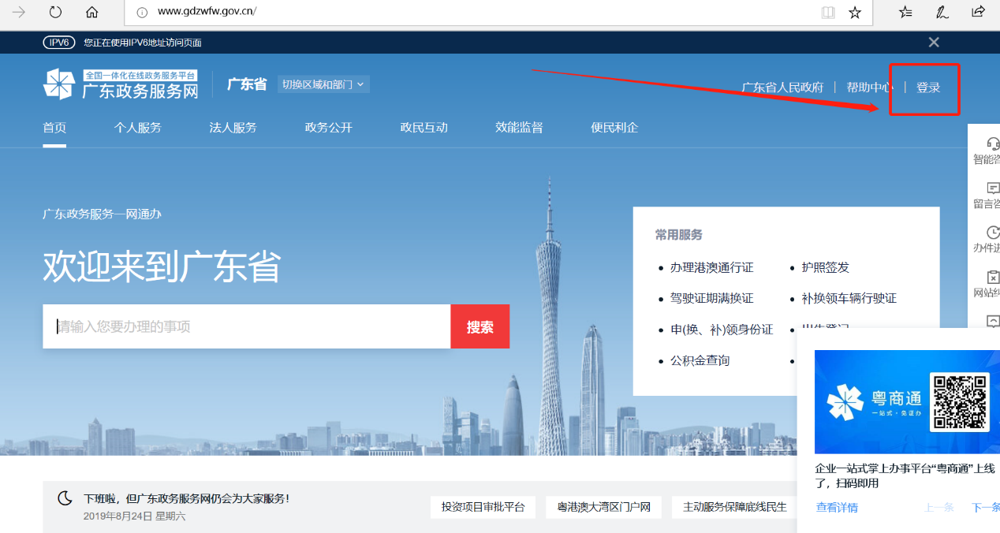 www.gdzwfw.gov.cn/
IPV6 您正在使用IPV6地址访问页面
全国一体化在线政务服务平台
广东政务服务网
广东省
切换区域和部门
广东省人民政府 | 帮助中心 | 登录
首页 个人服务 法人服务 政务公开 政民互动 效能监督 便民利企
智能咨
留言咨
办件进
网站纠
广东政务服务一网通办
欢迎来到广东省
请输入您要办理的事项
搜索
常用服务
办理港澳通行证 护照签发
驾驶证期满换证 补换领车辆行驶证
申(换、补)领身份证
公积金查询
粤商通
一站式·免证办
企业一站式掌上办事平台“粤商通”上线
了，扫码即用
查看详情 上一条 下一条
下班啦，但广东政务服务网仍会为大家服务！
2019年8月24日 星期六
投资项目审批平台 粤港澳大湾区门户网 主动服务保障底线民生